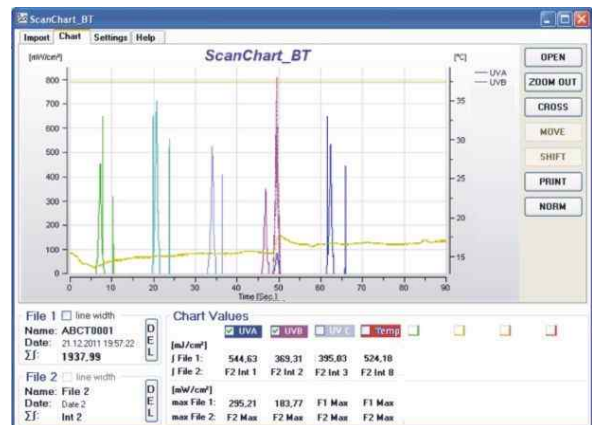 ScanChart_BT
Import Chart Settings Help
[mW/cm²] ScanChart_BT [°C]
UVA
UVB
800
700
600
500
400
300
200
100
0
35
30
25
20
15
0 10 20 30 40 50 60 70 80 90
Time [Sec.]
OPEN
ZOOM OUT
CROSS
MOVE
SHIFT
PRINT
NORM
File 1 line width
Name: ABCT0001
Date: 21.12.2011 19:57:22
Σ∫: 1937,99
DEL
File 2 line width
Name: File 2
Date: Date 2
Σ∫: Int 2
DEL
Chart Values
UVA UVB UV C Temp
[mJ/cm²]
∫ File 1: 544,63 369,31 395,03 524,18
∫ File 2: F2 Int 1 F2 Int 2 F2 Int 3 F2 Int 8
[mW/cm²]
max File 1: 295,21 183,77 F1 Max F1 Max
max File 2: F2 Max F2 Max F2 Max F2 Max